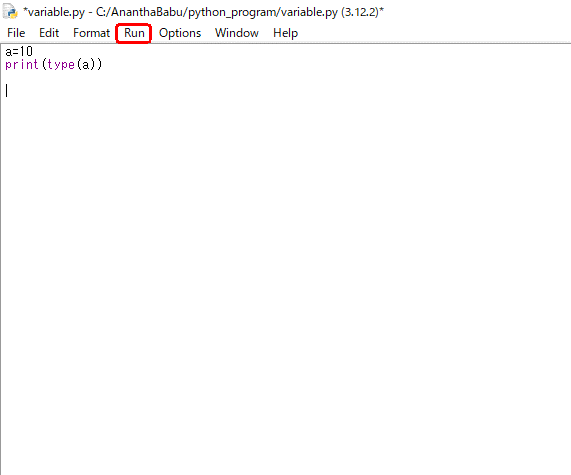 *variable.py - C:/AnanthaBabu/python_program/variable.py (3.12.2)*
File Edit Format Run Options Window Help
a=10
print(type(a))